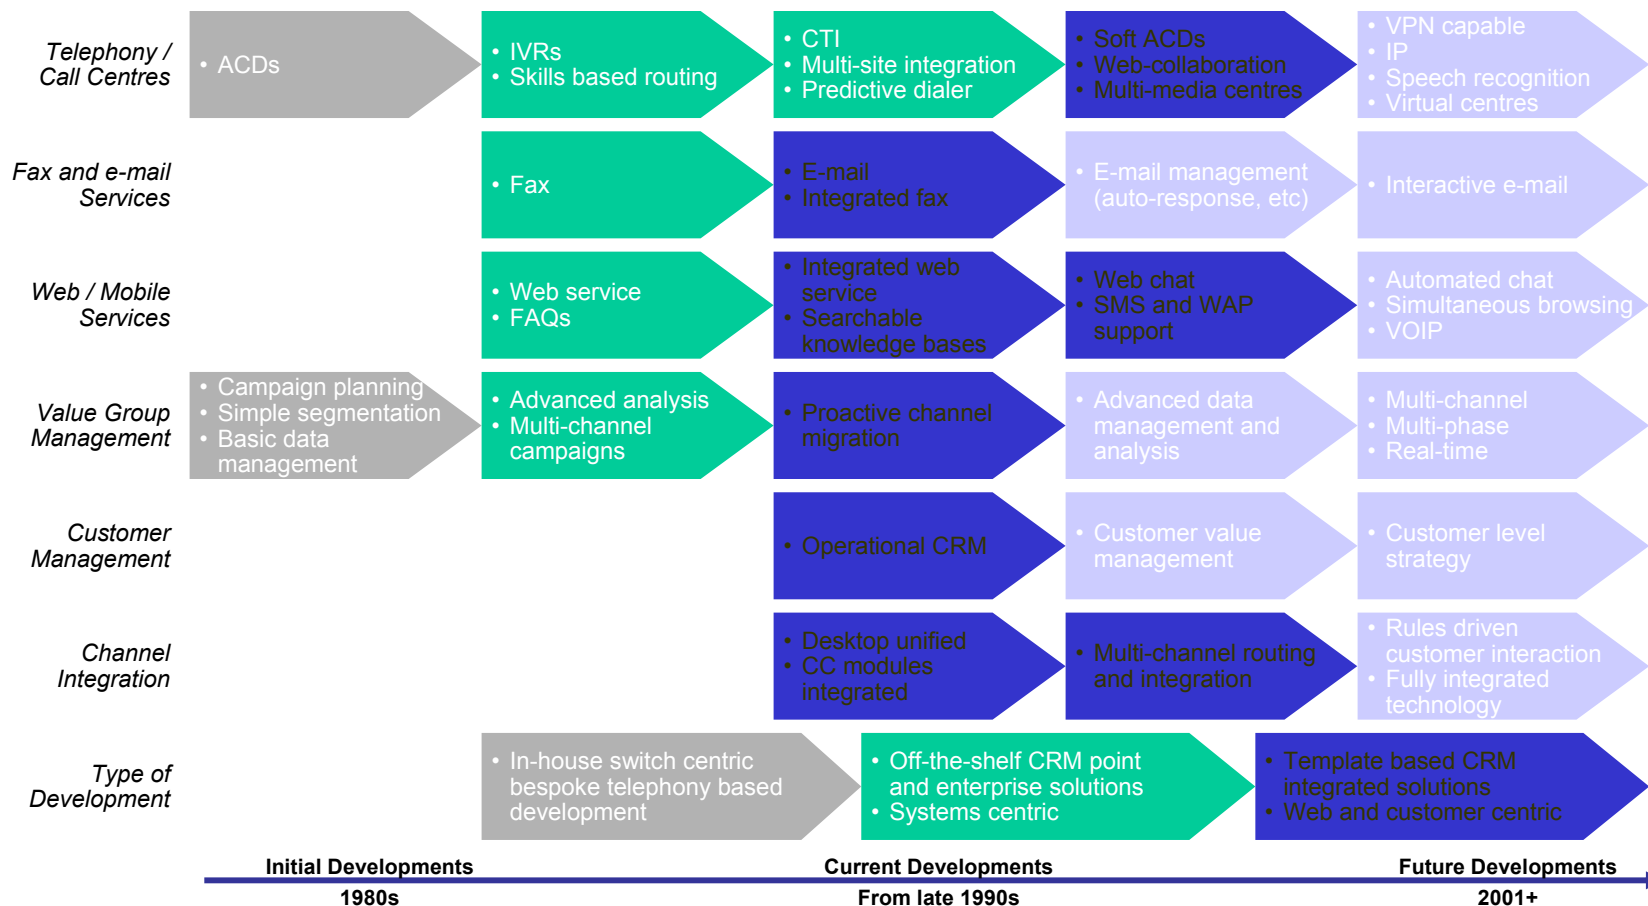 Telephony /
Call Centres
• ACDs
• IVRs
• Skills based routing
• CTI
• Multi-site integration
• Predictive dialer
• Soft ACDs
• Web-collaboration
• Multi-media centres
• VPN capable
• IP
• Speech recognition
• Virtual centres
Fax and e-mail
Services
• Fax
• E-mail
• Integrated fax
• E-mail management
(auto-response, etc)
• Interactive e-mail
Web / Mobile
Services
• Web service
• FAQs
• Integrated web
service
• Searchable
knowledge bases
• Web chat
• SMS and WAP
support
• Automated chat
• Simultaneous browsing
• VOIP
Value Group
Management
• Campaign planning
• Simple segmentation
• Basic data
management
• Advanced analysis
• Multi-channel
campaigns
• Proactive channel
migration
• Advanced data
management and
analysis
• Multi-channel
• Multi-phase
• Real-time
Customer
Management
• Operational CRM
• Customer value
management
• Customer level
strategy
Channel
Integration
• Desktop unified
• CC modules
integrated
• Multi-channel routing
and integration
• Rules driven
customer interaction
• Fully integrated
technology
Type of
Development
• In-house switch centric
bespoke telephony based
development
• Off-the-shelf CRM point
and enterprise solutions
• Systems centric
• Template based CRM
integrated solutions
• Web and customer centric
Initial Developments
Current Developments
Future Developments
1980s
From late 1990s
2001+